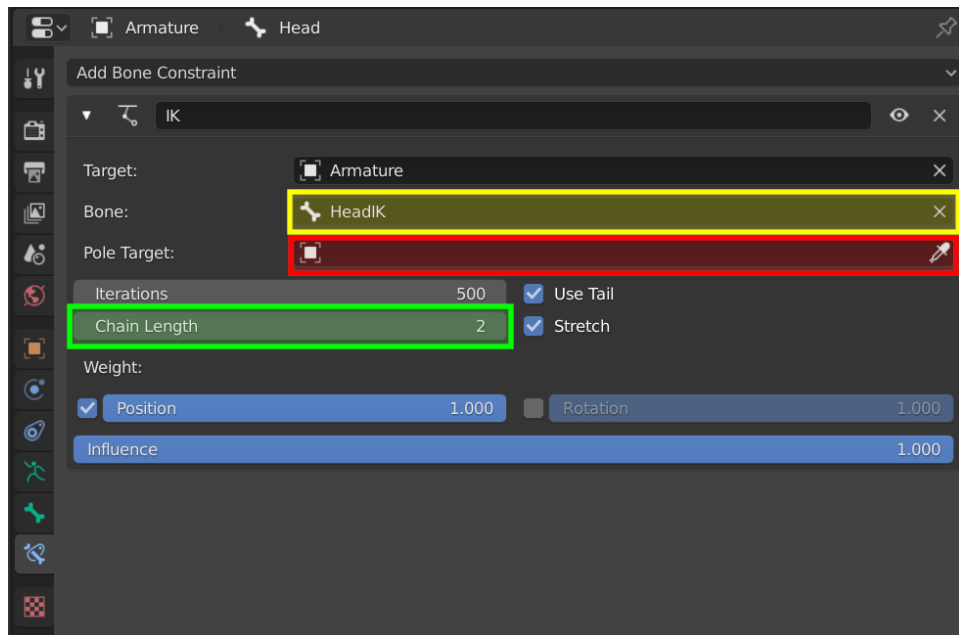 Armature Head
Add Bone Constraint
IK
Target: Armature
Bone: HeadIK
Pole Target:
Iterations 500 Use Tail
Chain Length 2 Stretch
Weight:
Position 1.000 Rotation 1.000
Influence 1.000